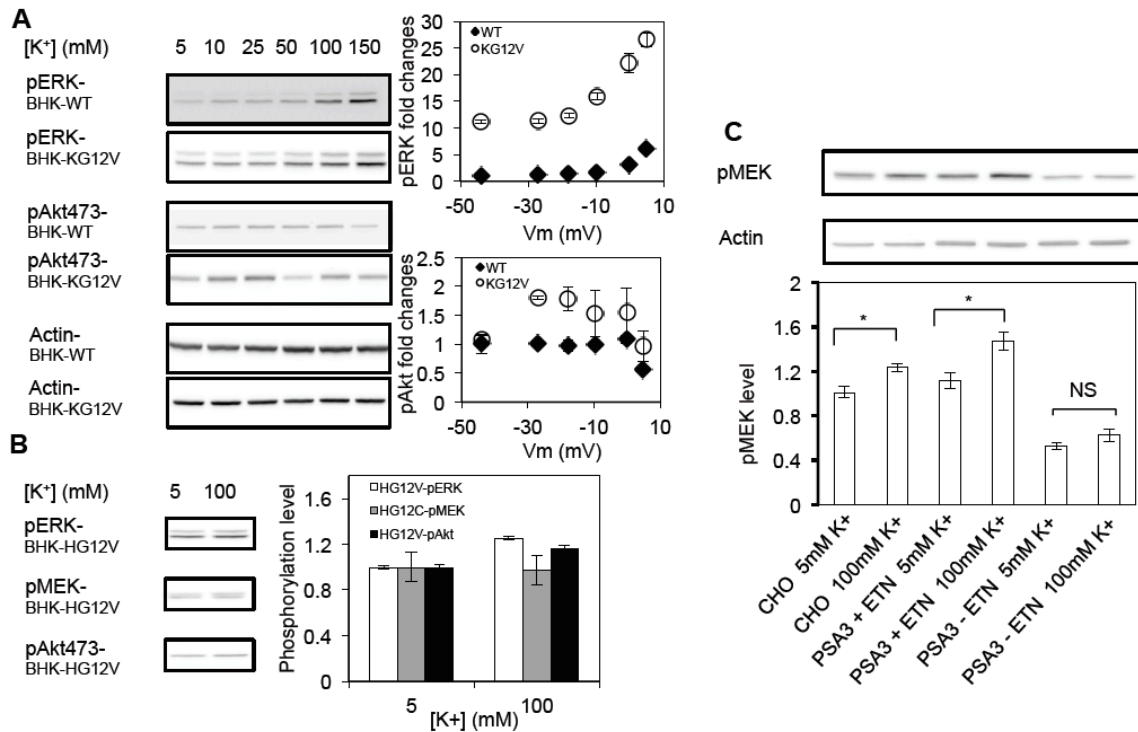 A
[K+] (mM)
5 10 25 50 100 150
pERK-
BHK-WT
pERK-
BHK-KG12V
pAkt473-
BHK-WT
pAkt473-
BHK-KG12V
Actin-
BHK-WT
Actin-
BHK-KG12V
pERK fold changes
30
25
20
15
10
5
0
WT
KG12V
-50 -30 -10 10
Vm (mV)
pAkt fold changes
2.5
2
1.5
1
0.5
0
WT
KG12V
-50 -30 -10 10
Vm (mV)
B
[K+] (mM)
5 100
pERK-
BHK-HG12V
pMEK-
BHK-HG12V
pAkt473-
BHK-HG12V
Phosphorylation level
1.6
1.2
0.8
0.4
0
HG12V-pERK
HG12C-pMEK
HG12V-pAkt
5 100
[K+] (mM)
C
pMEK
Actin
pMEK level
1.6
1.2
0.8
0.4
0
*
*
NS
CHO 5mM K+
CHO 100mM K+
PSA3 + ETN 5mM K+
PSA3 + ETN 100mM K+
PSA3 - ETN 5mM K+
PSA3 - ETN 100mM K+